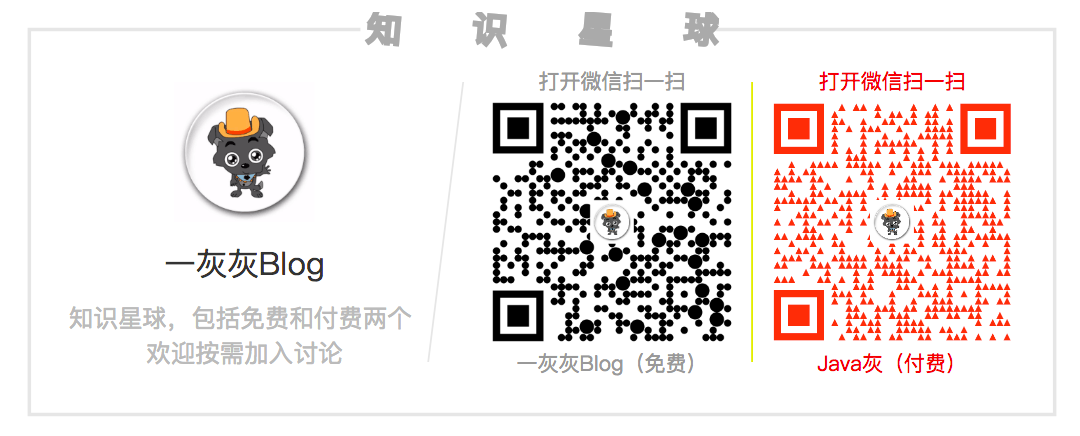 知识星球
一灰灰Blog
知识星球，包括免费和付费两个
欢迎按需加入讨论
打开微信扫一扫
一灰灰Blog（免费）
打开微信扫一扫
Java灰（付费）